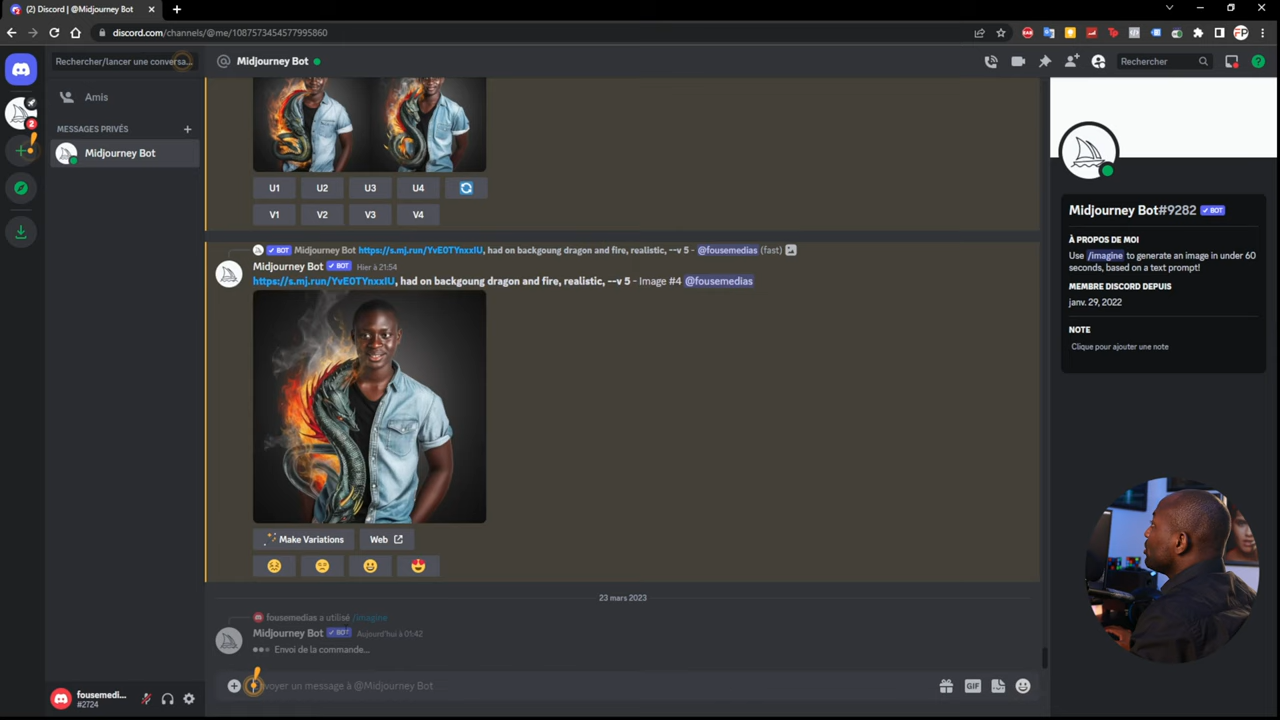 (2) Discord | @Midjourney Bot
discord.com/channels/@me/1087573454577995860
FP
Rechercher/lancer une conversa...
Midjourney Bot
Rechercher
2
Amis
MESSAGES PRIVÉS
Midjourney Bot
U1 U2 U3 U4
V1 V2 V3 V4
BOT Midjourney Bot https://s.mj.run/YvE0TYnxxIU, had on backgoung dragon and fire, realistic, --v 5 - @fousemedias (fast)
Midjourney Bot BOT Hier à 21:54
https://s.mj.run/YvE0TYnxxIU, had on backgoung dragon and fire, realistic, --v 5 - Image #4 @fousemedias
Make Variations Web
23 mars 2023
fousemedias a utilisé /imagine
Midjourney Bot BOT Aujourd'hui à 01:42
Envoi de la commande...
Envoyer un message à @Midjourney Bot
GIF
fousemedi...
#2724
Midjourney Bot#9282 BOT
À PROPOS DE MOI
Use /imagine to generate an image in under 60
seconds, based on a text prompt!
MEMBRE DISCORD DEPUIS
janv. 29, 2022
NOTE
Clique pour ajouter une note